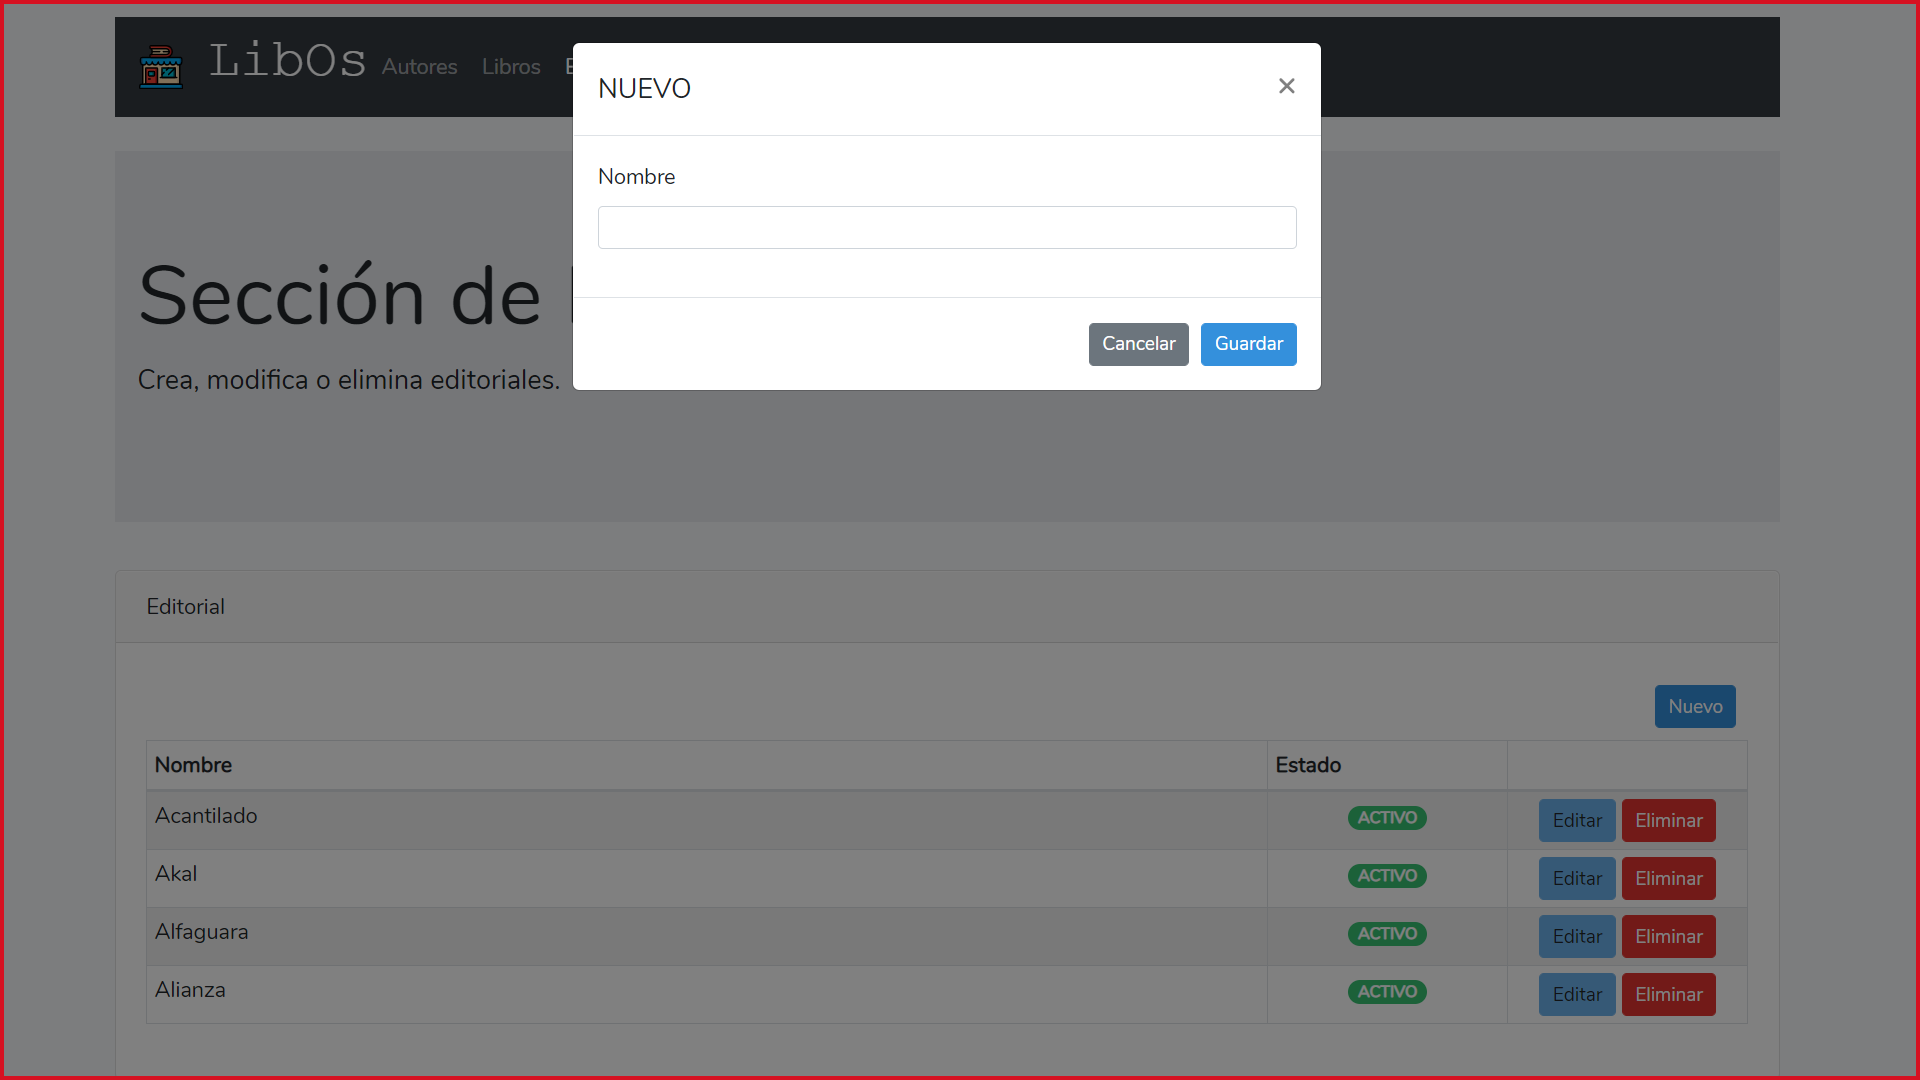 LibOs Autores Libros
NUEVO ×
Nombre
Cancelar Guardar
Sección de
Crea, modifica o elimina editoriales.
Editorial
Nuevo
Nombre Estado
Acantilado ACTIVO Editar Eliminar
Akal ACTIVO Editar Eliminar
Alfaguara ACTIVO Editar Eliminar
Alianza ACTIVO Editar Eliminar